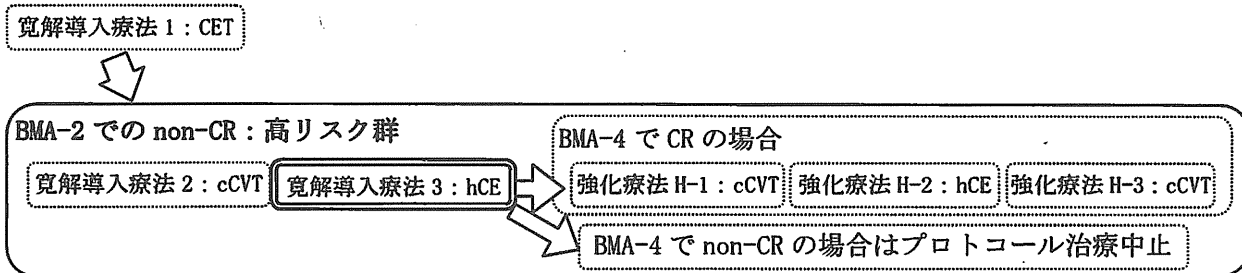 寛解導入療法 1：CET
BMA-2 での non-CR：高リスク群
BMA-4 で CR の場合
寛解導入療法 2：cCVT
寛解導入療法 3：hCE
強化療法 H-1：cCVT
強化療法 H-2：hCE
強化療法 H-3：cCVT
BMA-4 で non-CR の場合はプロトコール治療中止